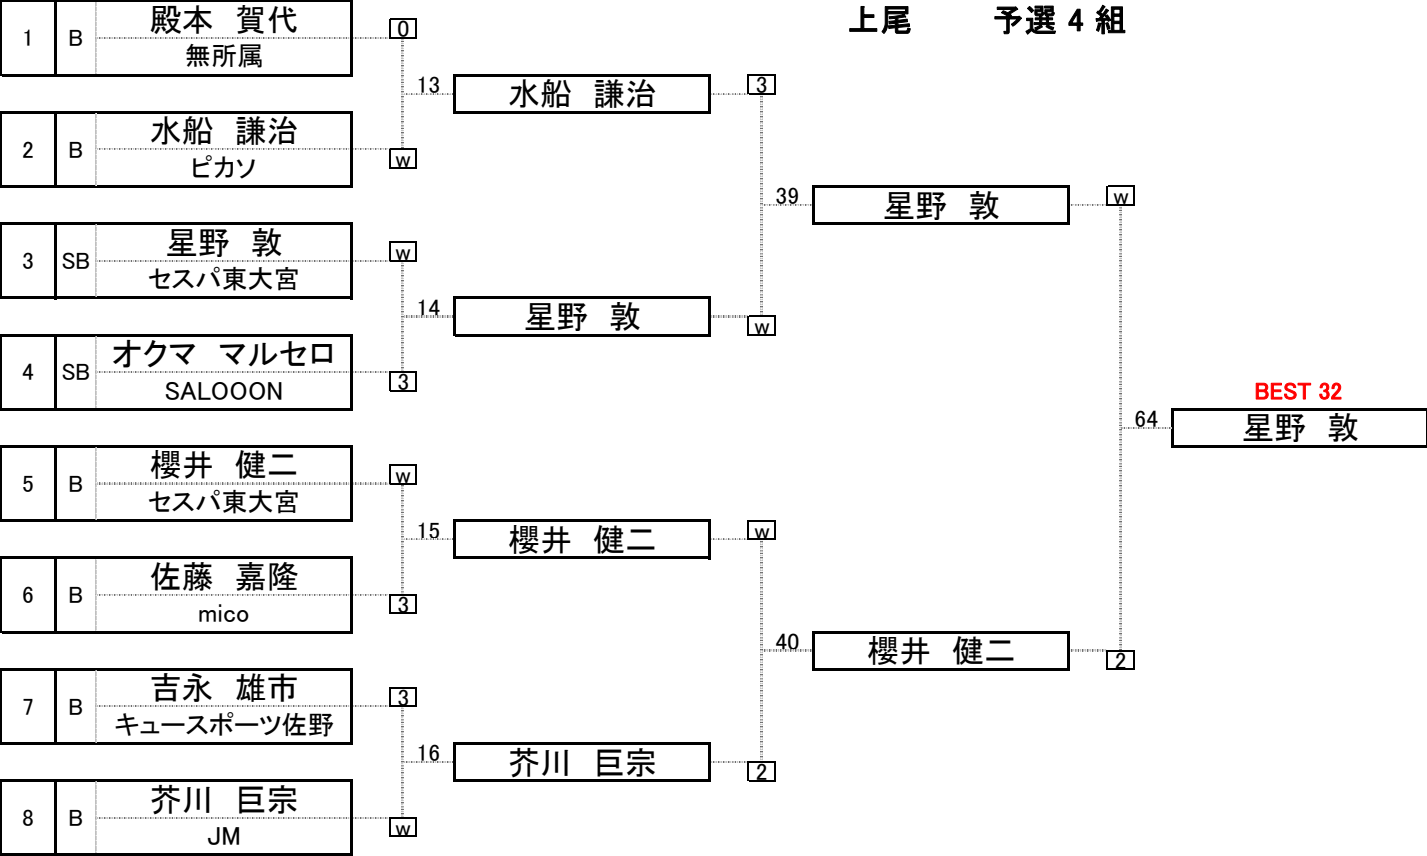 上尾　予選 4 組
1 B 殿本　賀代
無所属
0
2 B 水船　謙治
ピカソ
w
13 水船　謙治
3
3 SB 星野　敦
セスパ東大宮
w
4 SB オクマ　マルセロ
SALOOON
3
14 星野　敦
w
39 星野　敦
w
5 B 櫻井　健二
セスパ東大宮
w
6 B 佐藤　嘉隆
mico
3
15 櫻井　健二
w
7 B 吉永　雄市
キュースポーツ佐野
3
8 B 芥川　巨宗
JM
w
16 芥川　巨宗
2
40 櫻井　健二
2
BEST 32
64 星野　敦